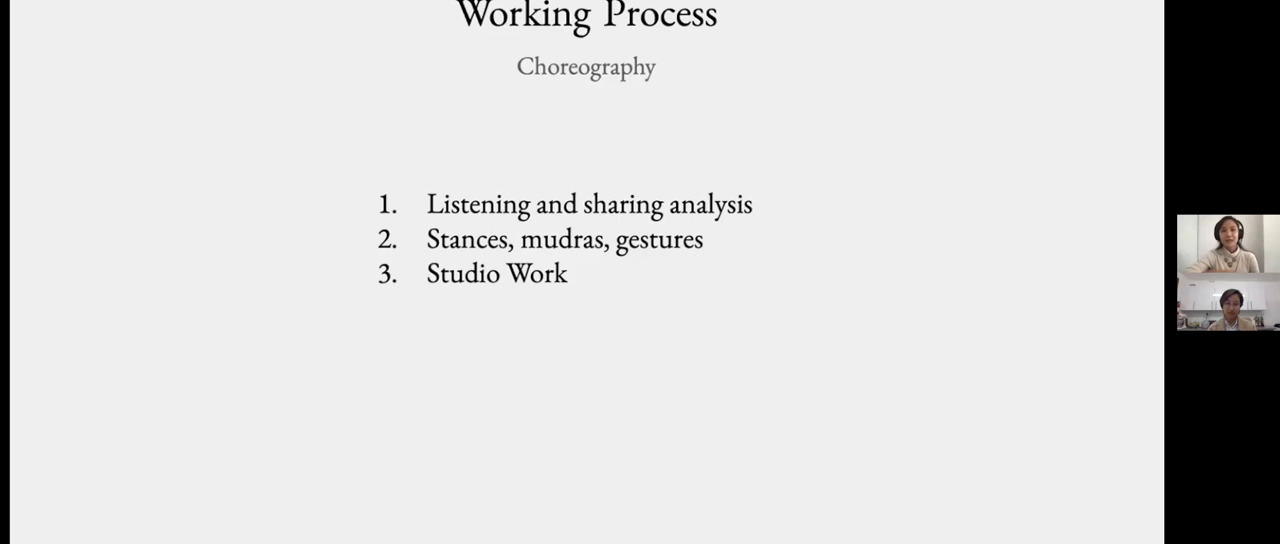 Working Process
Choreography
1. Listening and sharing analysis
2. Stances, mudras, gestures
3. Studio Work